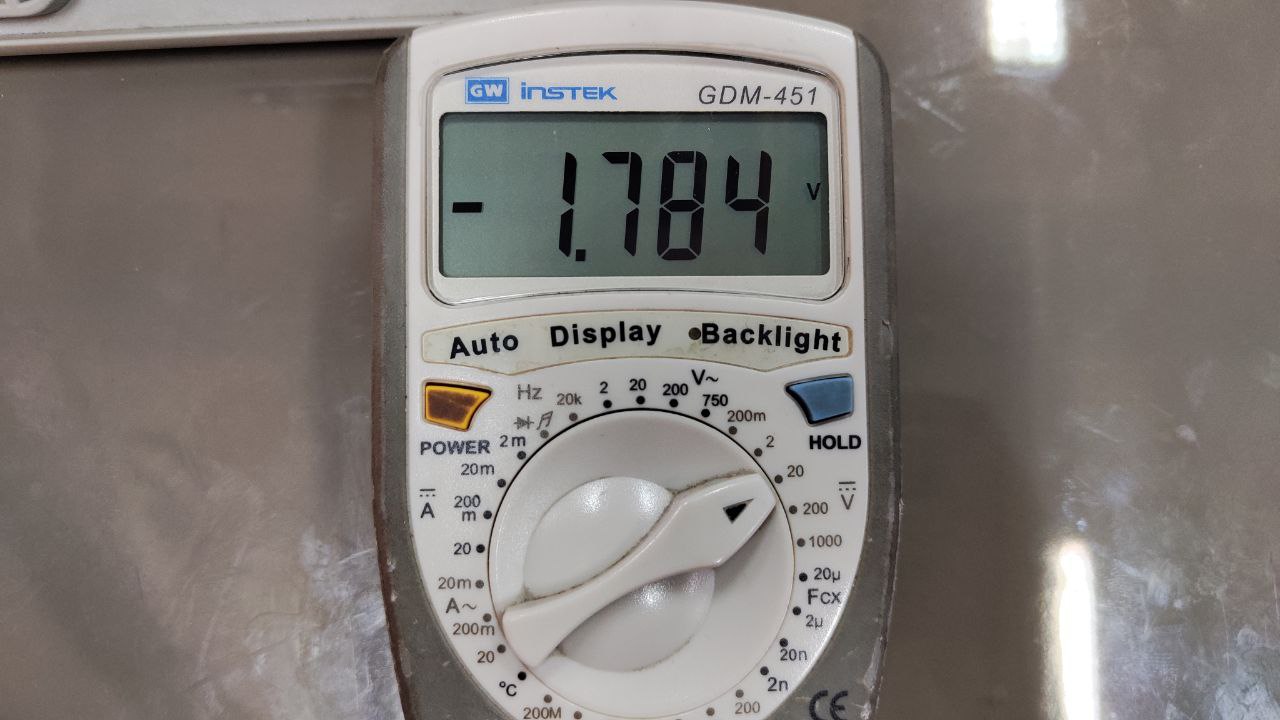 GW INSTEK GDM-451
- 1.784 V
Auto Display Backlight
POWER
HOLD
Hz
20k
2
20
200
V~
750
200m
2
20
200
V
1000
20µ
Fcx
2µ
20n
2n
200
2m
20m
A
200
m
20
20m
A~
200m
20
°C
200M
CE